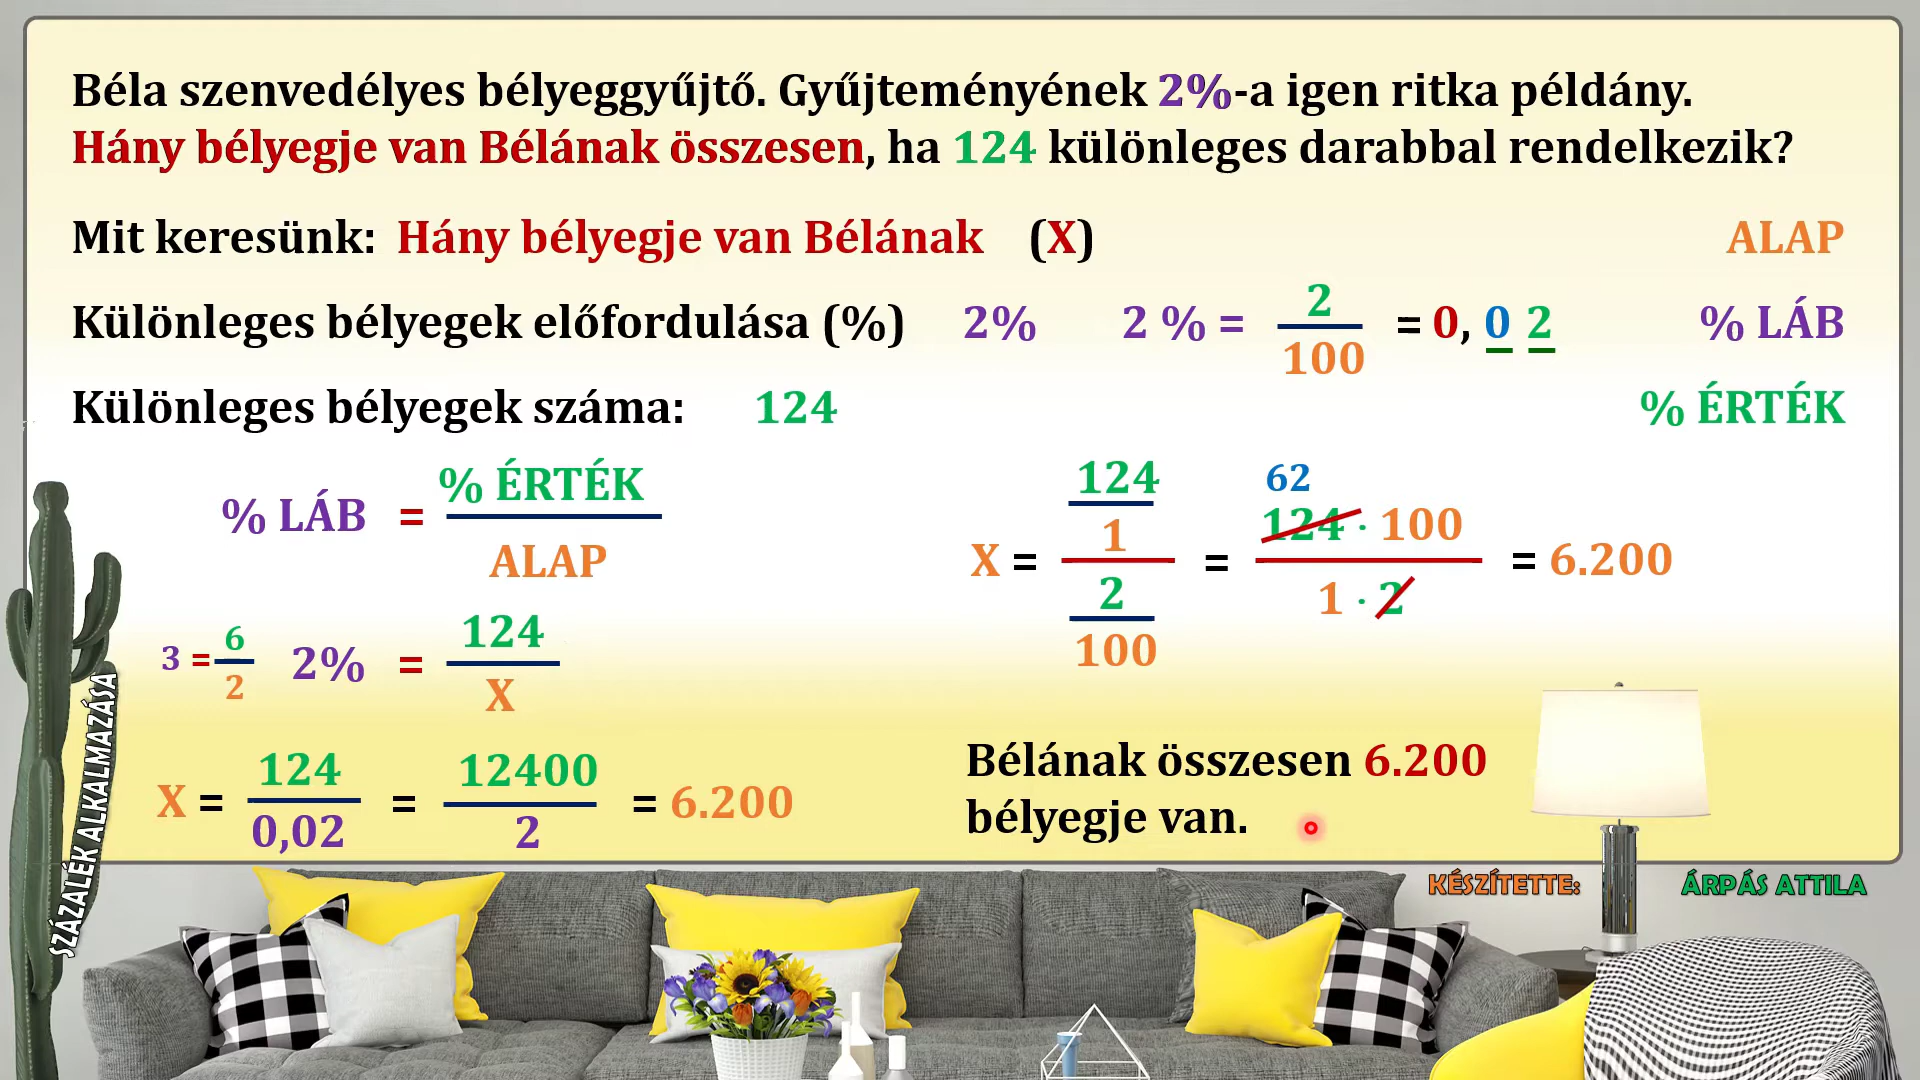 Béla szenvedélyes bélyeggyűjtő. Gyűjteményének 2%-a igen ritka példány.
Hány bélyegje van Bélának összesen, ha 124 különleges darabbal rendelkezik?
Mit keresünk: Hány bélyegje van Bélának (X) ALAP
Különleges bélyegek előfordulása (%) 2% 2 % = 2/100 = 0, 0 2 % LÁB
Különleges bélyegek száma: 124 % ÉRTÉK
% LÁB = % ÉRTÉK / ALAP
3 = 6/2 2% = 124/X
X = 124/0,02 = 12400/2 = 6.200
62
X = 124/1 / 2/100 = 124 · 100 / 1 · 2 = 6.200
Bélának összesen 6.200
bélyegje van.
SZÁZALÉK ALKALMAZÁSA
KÉSZÍTETTE: ÁRPÁS ATTILA